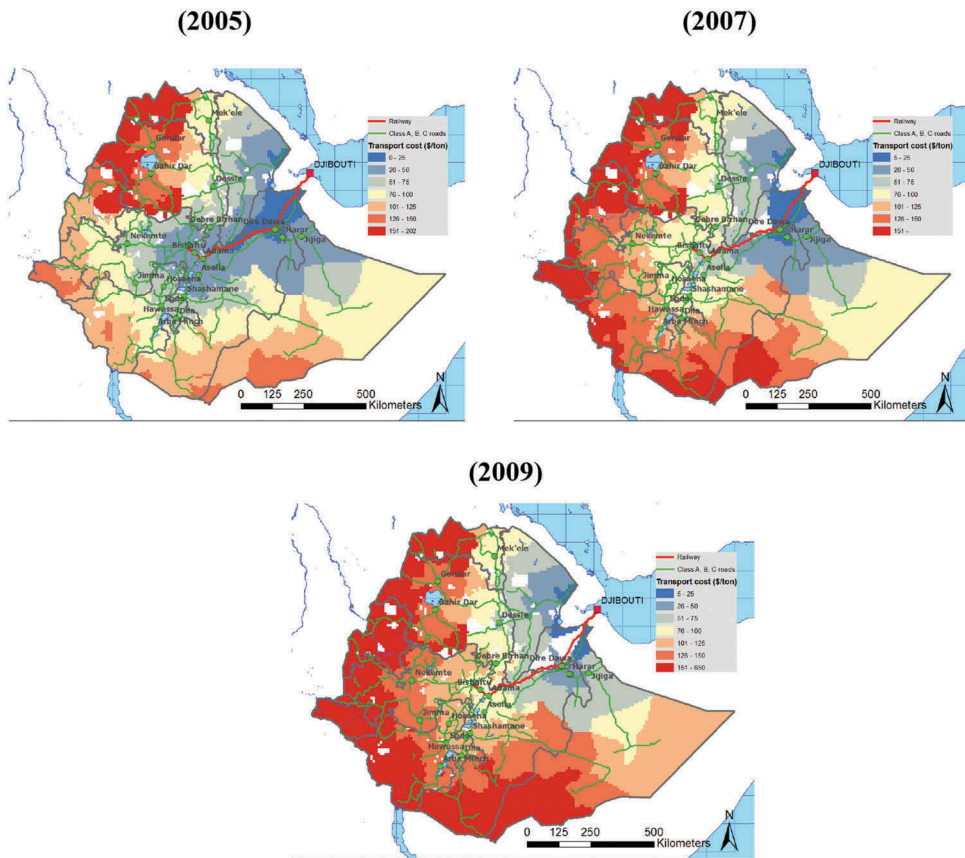 (2005)
Mek'ele
Gondar
Bahir Dar
Dessie
Debre Birhan
Dire Dawa
Nekemte
Bishoftu
Adama
Harar
Jijiga
Asella
Jimma
Hosaena
Shashamane
Sodo
Hawassa
Dila
Arba Minch
DJIBOUTI
Railway
Class A, B, C roads
Transport cost ($/ton)
0 - 25
26 - 50
51 - 75
76 - 100
101 - 125
126 - 150
151 - 202
N
0 125 250 500
Kilometers
(2007)
Mek'ele
Gondar
Bahir Dar
Dessie
Debre Birhan
Dire Dawa
Nekemte
Bishoftu
Adama
Harar
Jijiga
Asella
Jimma
Hosaena
Shashamane
Sodo
Hawassa
Dila
Arba Minch
DJIBOUTI
Railway
Class A, B, C roads
Transport cost ($/ton)
5 - 25
26 - 50
51 - 75
76 - 100
101 - 125
126 - 150
151 -
N
0 125 250 500
Kilometers
(2009)
Mek'ele
Gondar
Bahir Dar
Dessie
Debre Birhan
Dire Dawa
Nekemte
Bishoftu
Adama
Harar
Jijiga
Asella
Jimma
Hosaena
Shashamane
Sodo
Hawassa
Dila
Arba Minch
DJIBOUTI
Railway
Class A, B, C roads
Transport cost ($/ton)
5 - 25
26 - 50
51 - 75
76 - 100
101 - 125
126 - 150
151 - 650
N
0 125 250 500
Kilometers